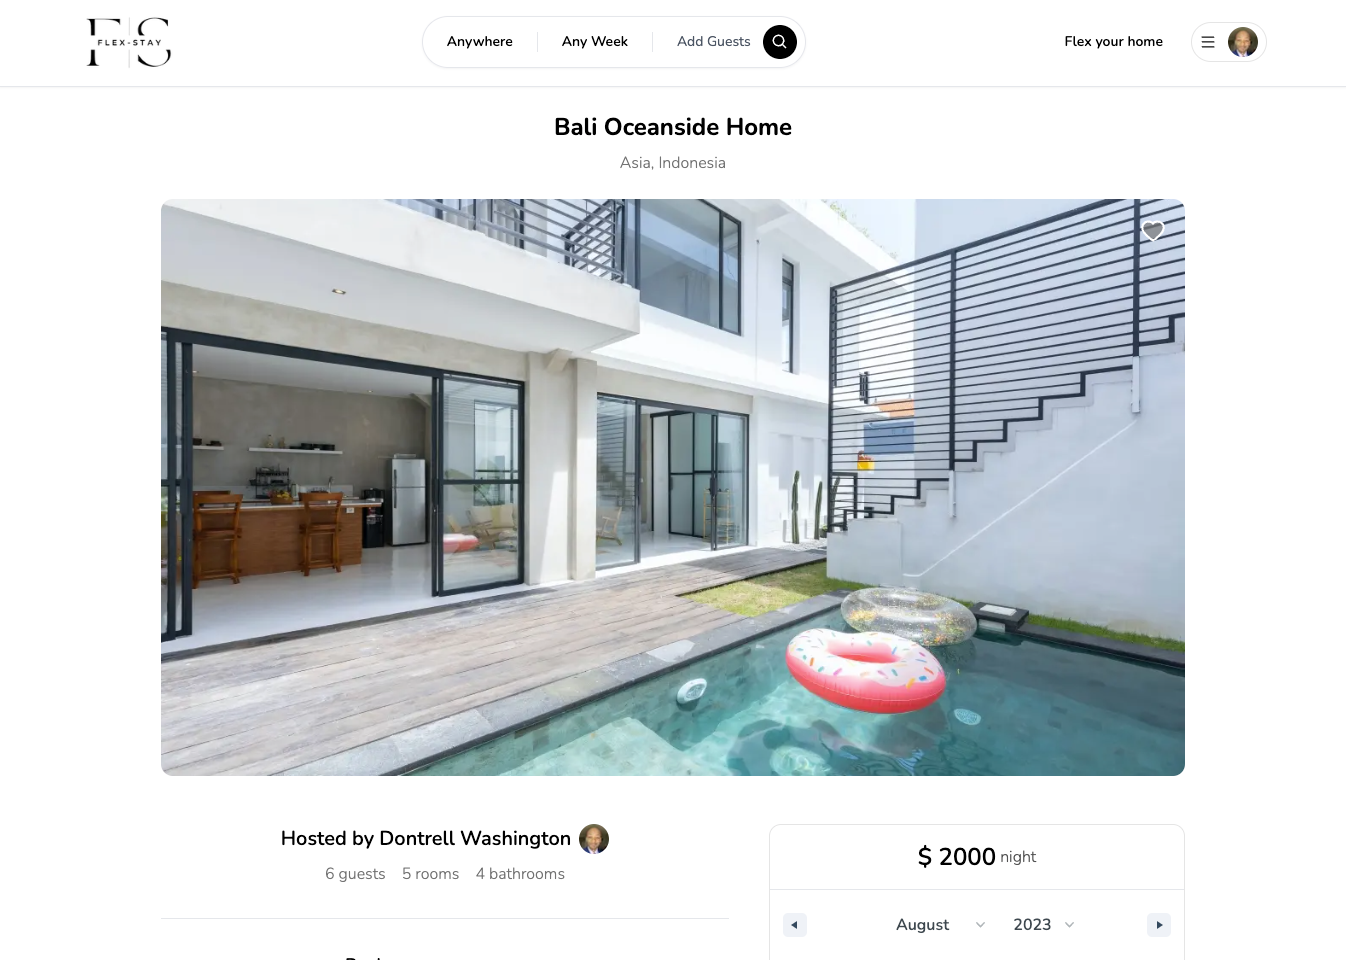 FLEX-STAY
Anywhere
Any Week
Add Guests
Flex your home
Bali Oceanside Home
Asia, Indonesia
Hosted by Dontrell Washington
6 guests 5 rooms 4 bathrooms
$ 2000 night
August 2023